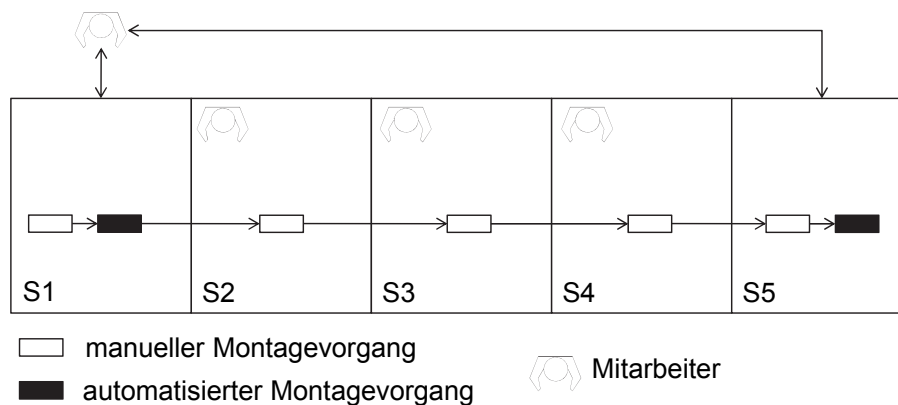 S1
S2
S3
S4
S5
manueller Montagevorgang
automatisierter Montagevorgang
Mitarbeiter